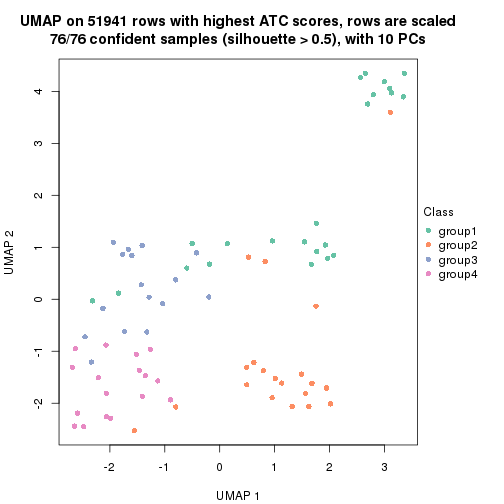 UMAP on 51941 rows with highest ATC scores, rows are scaled
76/76 confident samples (silhouette > 0.5), with 10 PCs
4
3
2
1
0
-1
-2
UMAP 2
-2
-1
0
1
2
3
UMAP 1
Class
group1
group2
group3
group4